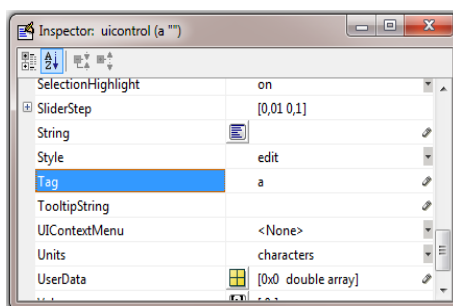 Inspector: uicontrol (a "")
SelectionHighlight on
SliderStep [0,01 0,1]
String
Style edit
Tag a
TooltipString
UIContextMenu <None>
Units characters
UserData [0x0 double array]